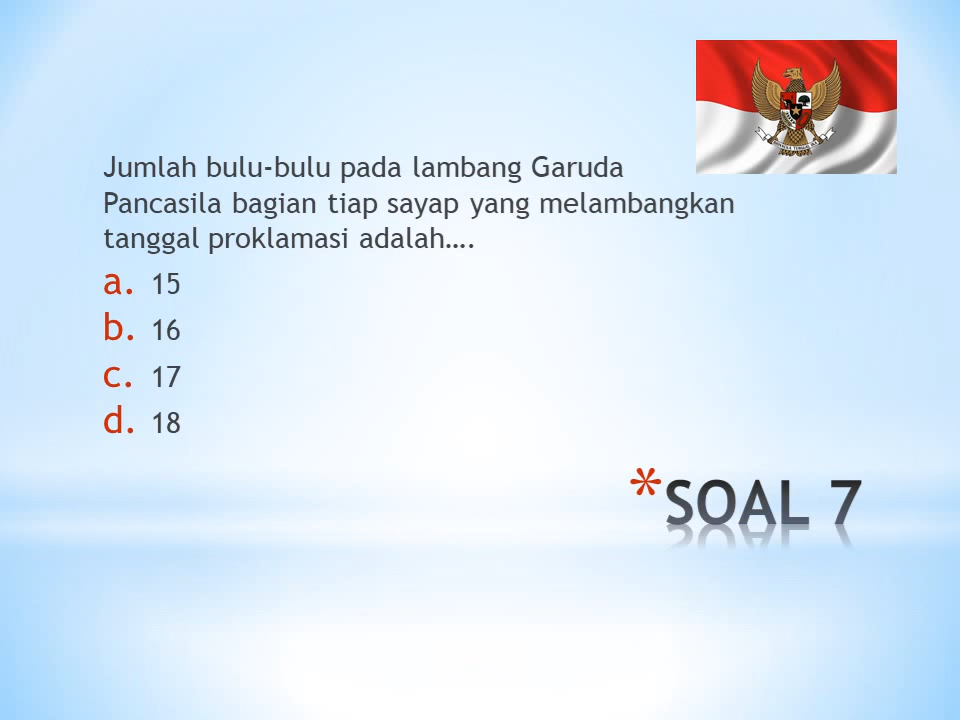 Jumlah bulu-bulu pada lambang Garuda
Pancasila bagian tiap sayap yang melambangkan
tanggal proklamasi adalah….
a. 15
b. 16
c. 17
d. 18
*SOAL 7